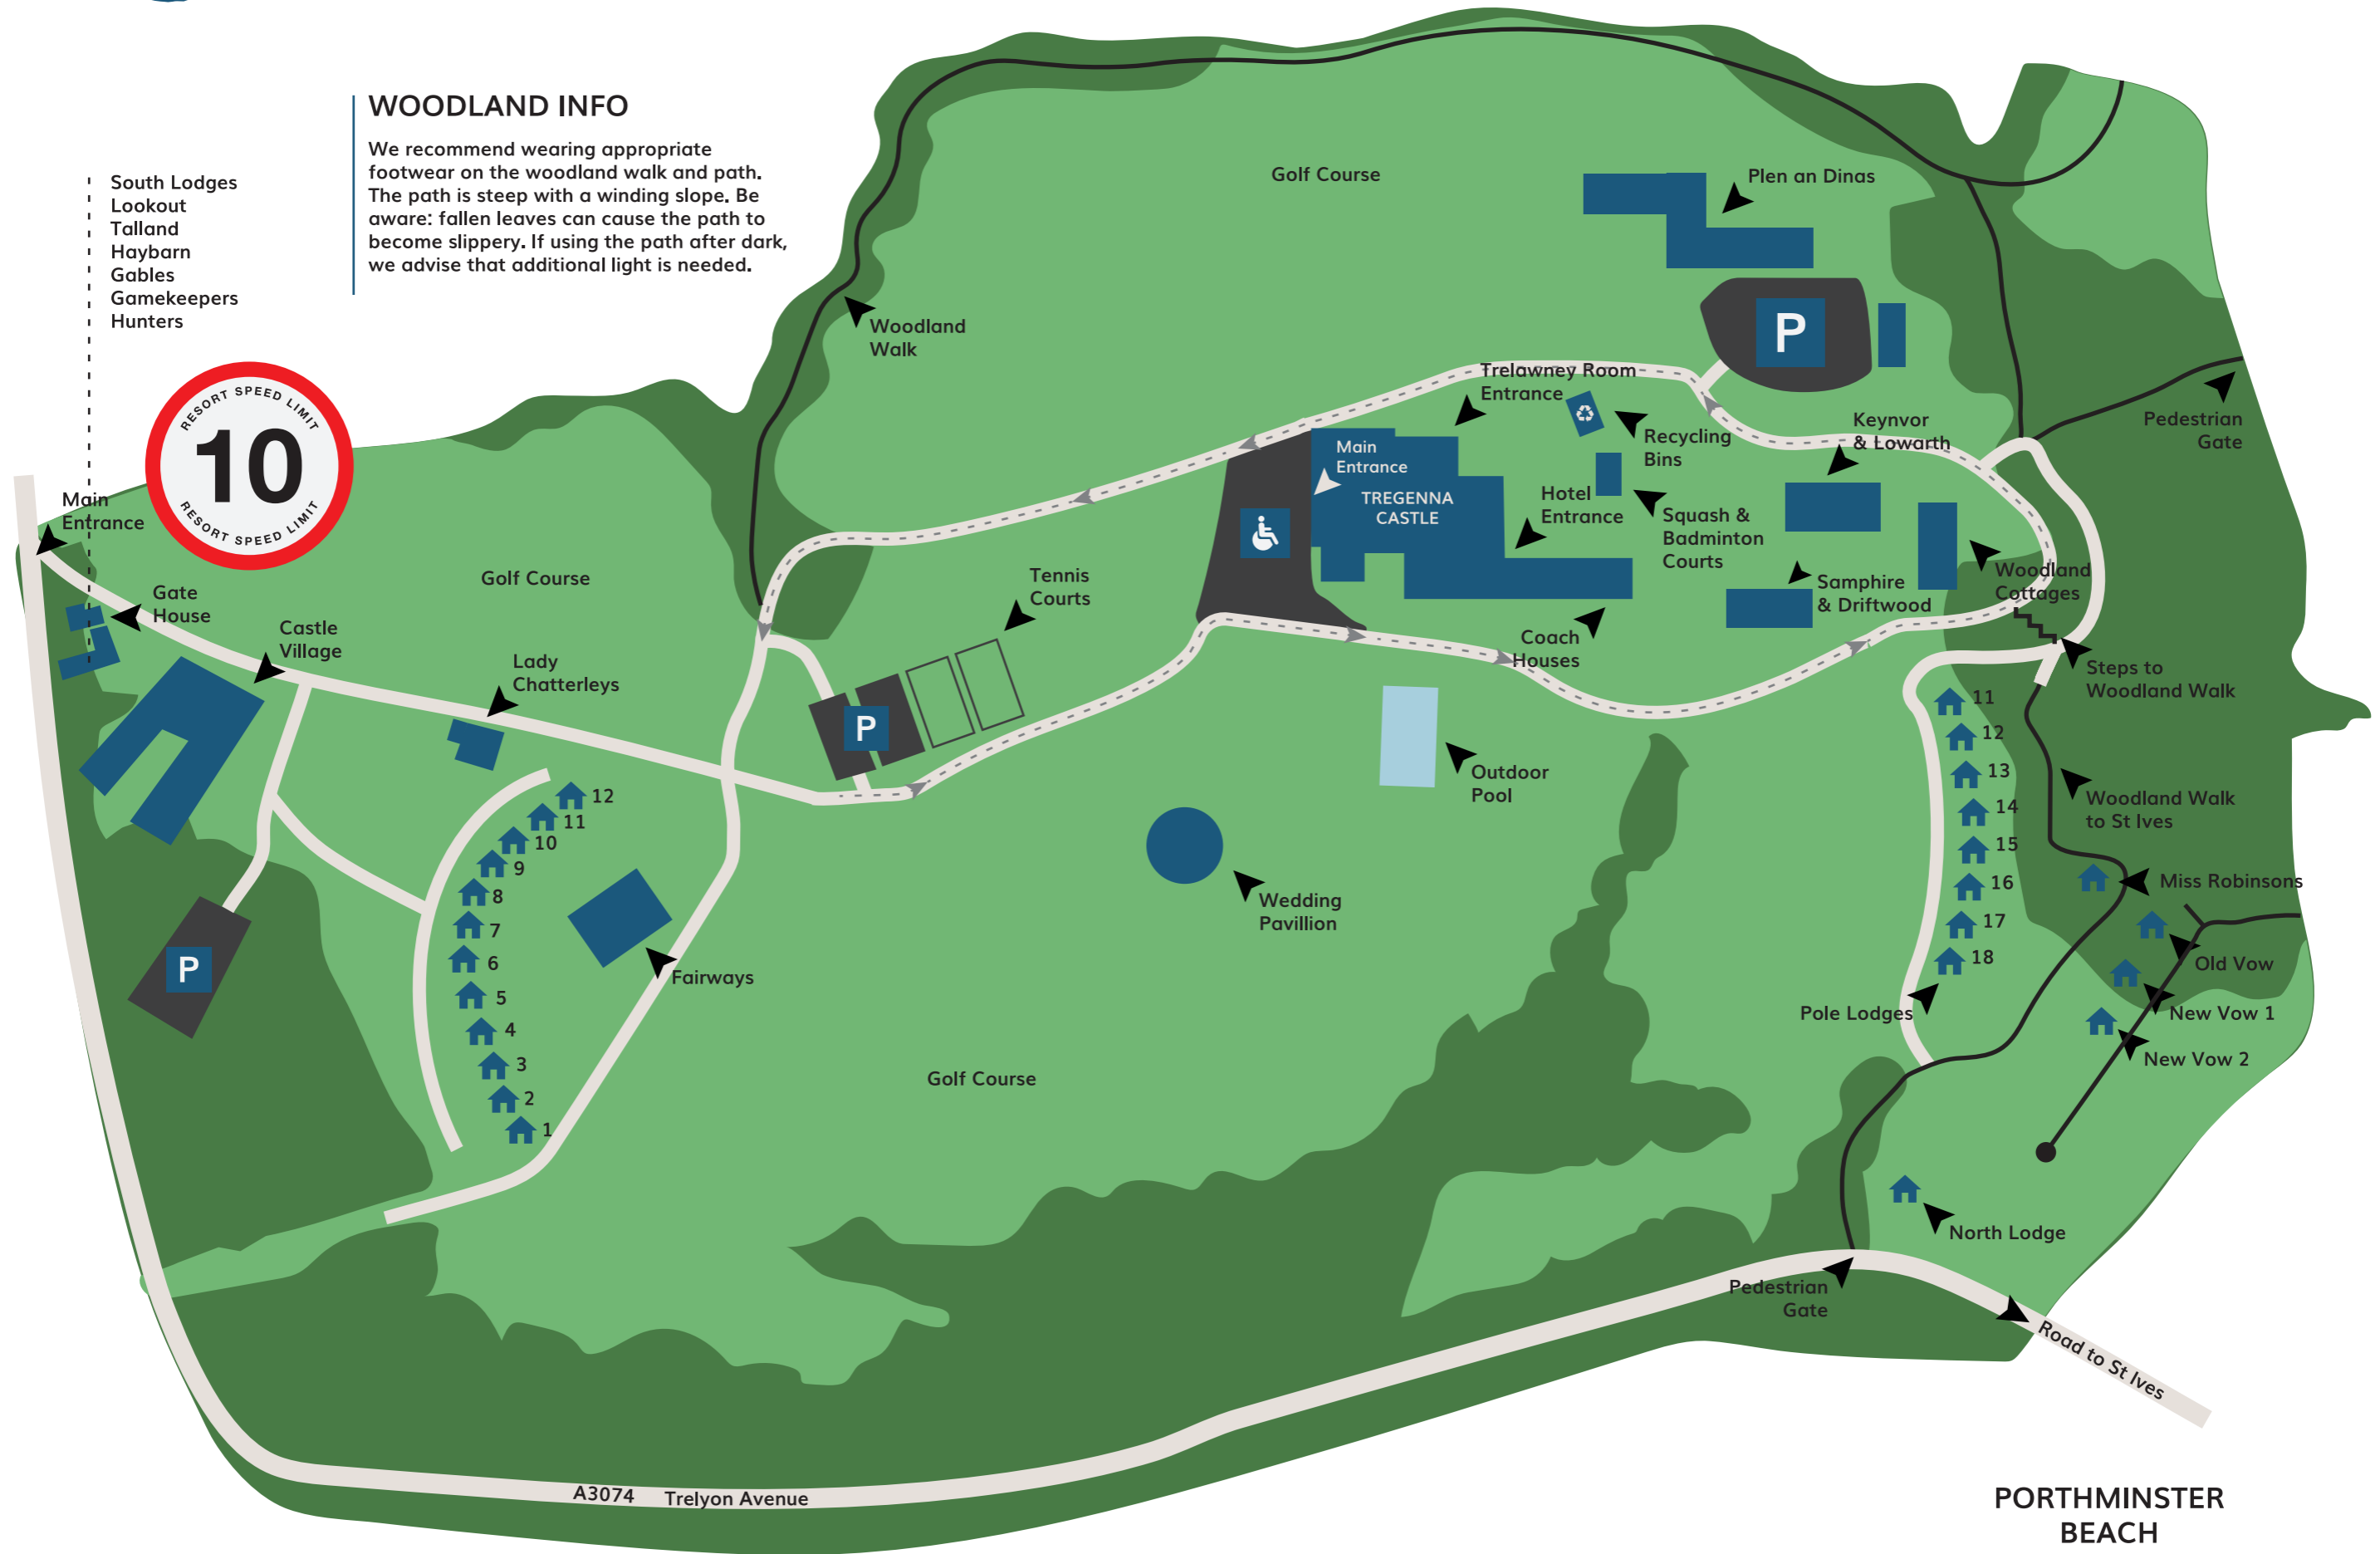 WOODLAND INFO
We recommend wearing appropriate
footwear on the woodland walk and path.
The path is steep with a winding slope. Be
aware: fallen leaves can cause the path to
become slippery. If using the path after dark,
we advise that additional light is needed.
South Lodges
Lookout
Talland
Haybarn
Gables
Gamekeepers
Hunters
RESORT SPEED LIMIT
10
RESORT SPEED LIMIT
Main
Entrance
Gate
House
Castle
Village
Lady
Chatterleys
Golf Course
Woodland
Walk
Golf Course
Plen an Dinas
P
Trelawney Room
Entrance
Recycling
Bins
Keynvor
& Lowarth
Pedestrian
Gate
Main
Entrance
TREGENNA
CASTLE
Hotel
Entrance
Squash &
Badminton
Courts
Samphire
& Driftwood
Woodland
Cottages
Coach
Houses
Tennis
Courts
P
Steps to
Woodland Walk
Outdoor
Pool
Wedding
Pavillion
Woodland Walk
to St Ives
11
12
13
14
15
16
17
18
Pole Lodges
Miss Robinsons
Old Vow
New Vow 1
New Vow 2
12
11
10
9
8
7
6
5
4
3
2
1
Fairways
P
Golf Course
North Lodge
Pedestrian
Gate
Road to St Ives
A3074 Trelyon Avenue
PORTHMINSTER
BEACH